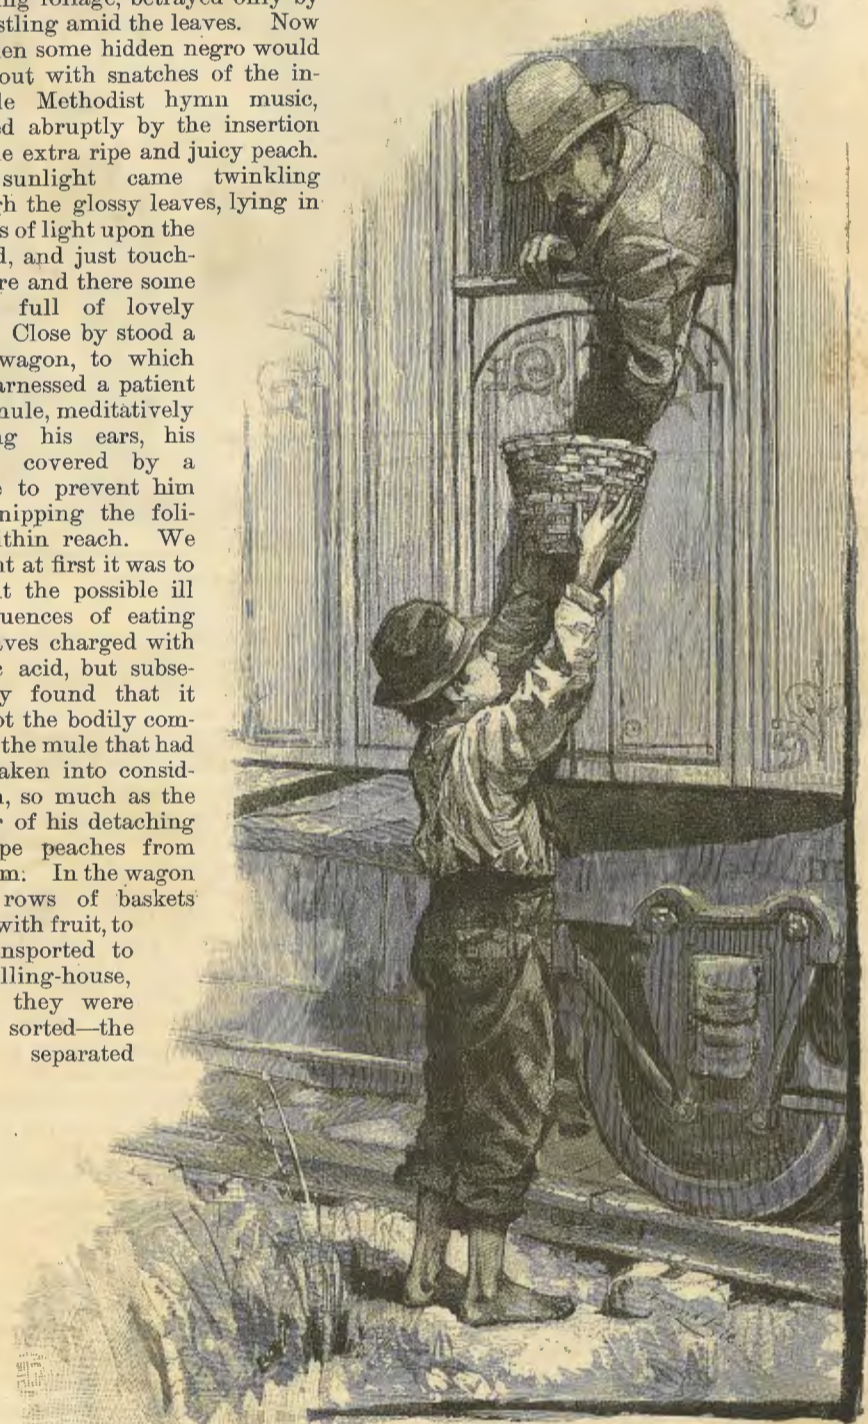 ng foliage, betrayed only by
stling amid the leaves. Now
en some hidden negro would
out with snatches of the in-
le Methodist hymn music,
d abruptly by the insertion
e extra ripe and juicy peach.
sunlight came twinkling
h the glossy leaves, lying in
s of light upon the
d, and just touch-
re and there some
full of lovely
Close by stood a
wagon, to which
arnessed a patient
mule, meditatively
ng his ears, his
covered by a
e to prevent him
nipping the foli-
ithin reach. We
ht at first it was to
t the possible ill
uences of eating
ves charged with
c acid, but subse-
y found that it
ot the bodily com-
the mule that had
aken into consid-
n, so much as the
r of his detaching
pe peaches from
m. In the wagon
rows of baskets
with fruit, to
nsported to
lling-house,
they were
sorted—the
separated